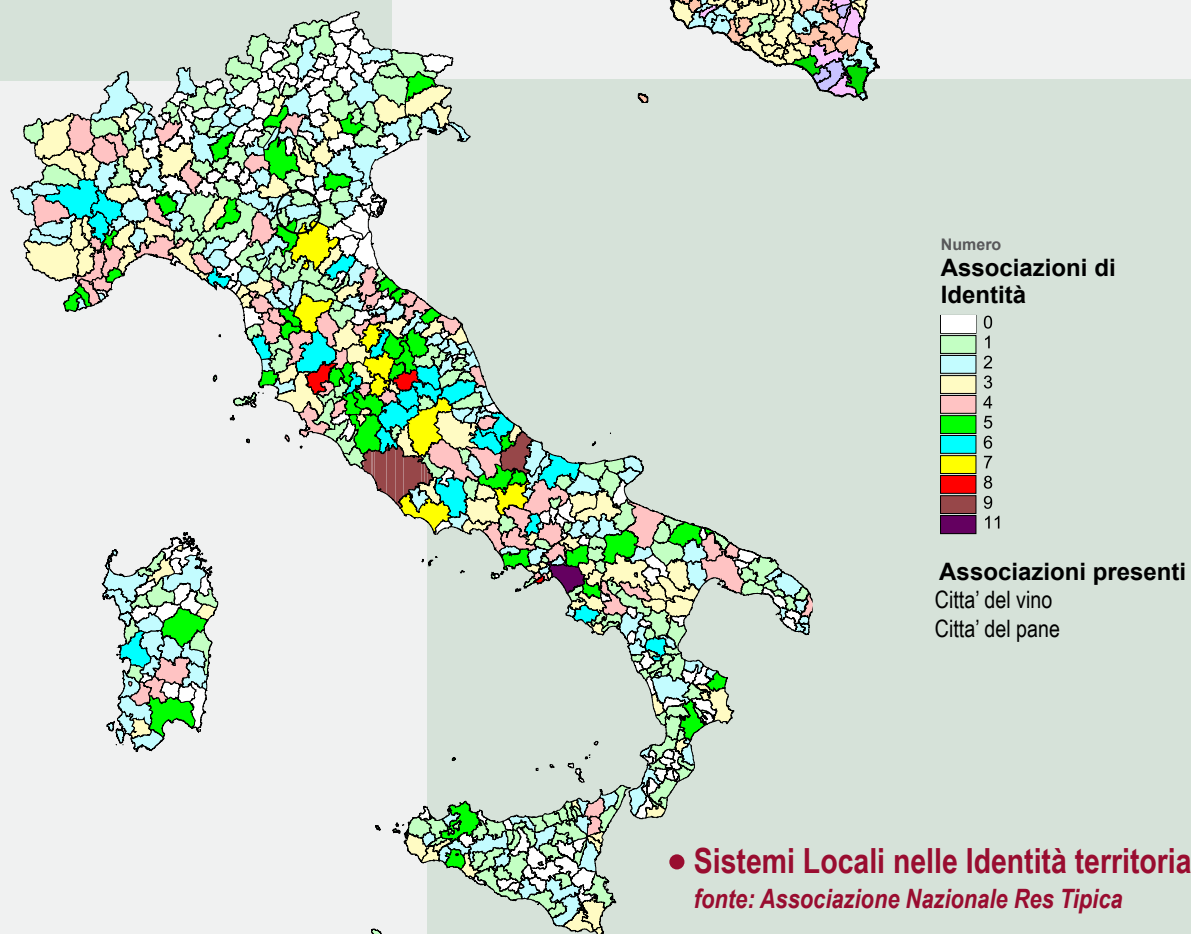 Numero
Associazioni di
Identità
0
1
2
3
4
5
6
7
8
9
11
Associazioni presenti
Citta' del vino
Citta' del pane
• Sistemi Locali nelle Identità territoria
fonte: Associazione Nazionale Res Tipica